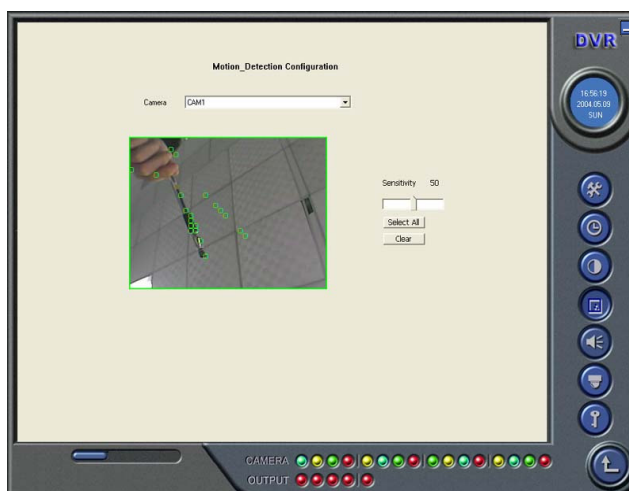 DVR
Motion_Detection Configuration
16:56:19
2004.05.09
SUN
Camera CAM1
Sensitivity 50
Select All
Clear
CAMERA
OUTPUT